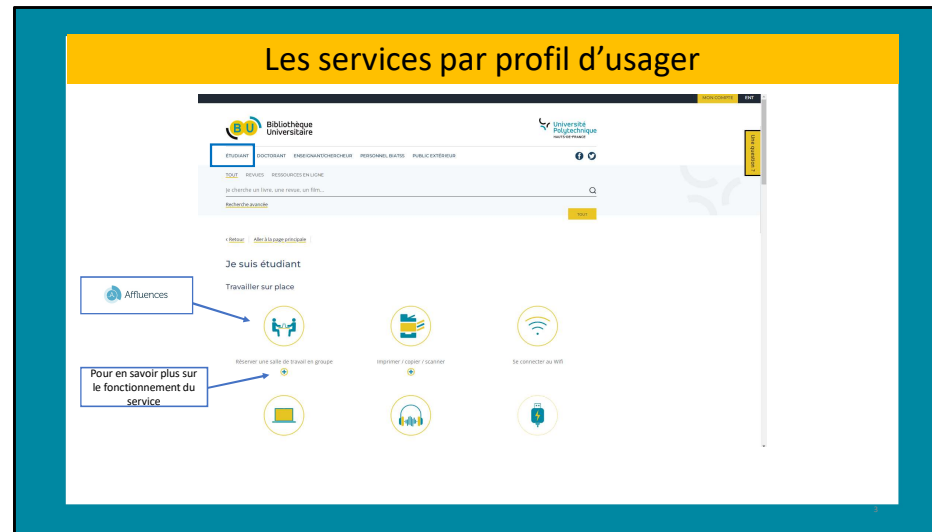 Les services par profil d'usager
MON COMPTE ENT
BU Bibliothèque
Universitaire
Université
Polytechnique
HAUTS-DE-FRANCE
Une question ?
ÉTUDIANT DOCTORANT ENSEIGNANT/CHERCHEUR PERSONNEL BIATSS PUBLIC EXTÉRIEUR
TOUT REVUES RESSOURCES EN LIGNE
Je cherche un livre, une revue, un film...
Recherche avancée
TOUT
< Retour Aller à la page principale
Je suis étudiant
Travailler sur place
Affluences
Réserver une salle de travail en groupe Imprimer / copier / scanner Se connecter au Wifi
Pour en savoir plus sur
le fonctionnement du
service